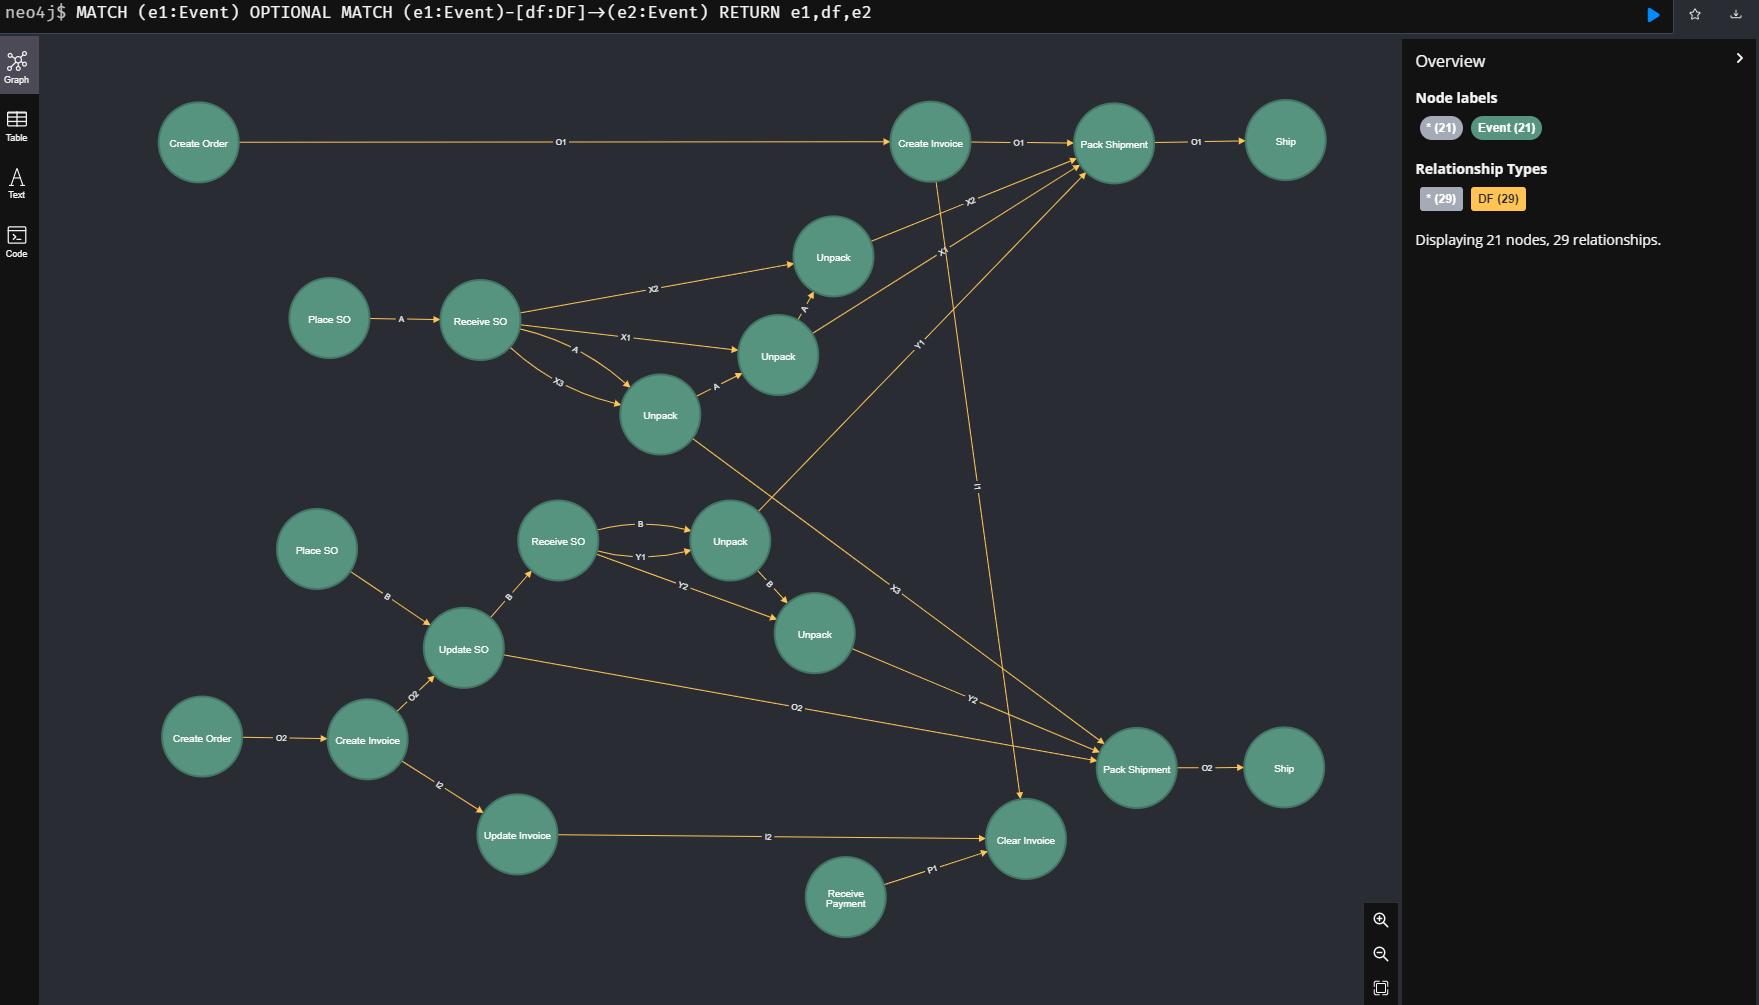 neo4j$ MATCH (e1:Event) OPTIONAL MATCH (e1:Event)-[df:DF]→(e2:Event) RETURN e1,df,e2
Graph
Table
Text
Code
Overview
Node labels
* (21)
Event (21)
Relationship Types
* (29)
DF (29)
Displaying 21 nodes, 29 relationships.
Create Order
O1
Create Invoice
O1
Pack Shipment
O1
Ship
X2
Unpack
X1
X2
Place SO
A
Receive SO
A
X1
Y1
A
Unpack
X3
A
Unpack
I1
Place SO
B
Receive SO
B
Y1
Unpack
Y2
B
X3
B
Unpack
Update SO
O2
Y2
O2
Create Order
O2
Create Invoice
Pack Shipment
O2
Ship
I2
Update Invoice
I2
Clear Invoice
P1
Receive
Payment